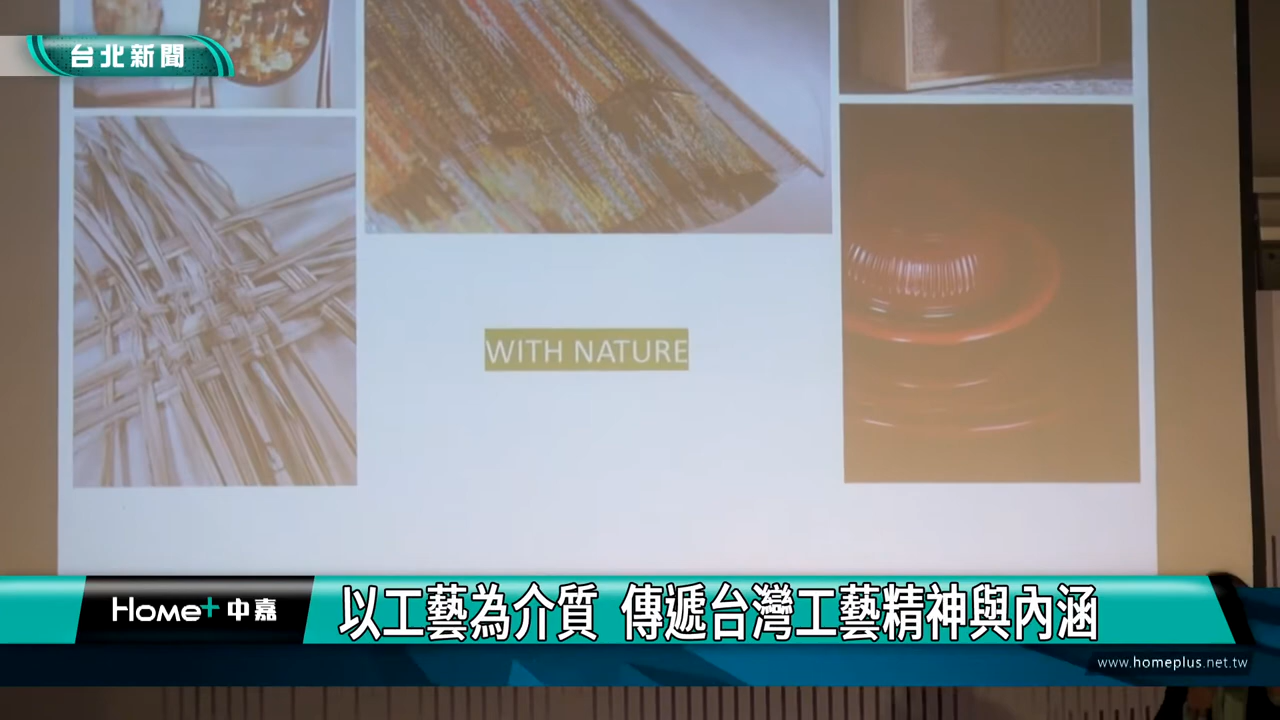 台北新聞
WITH NATURE
Home+ 中嘉
以工藝為介質 傳遞台灣工藝精神與內涵
www.homeplus.net.tw